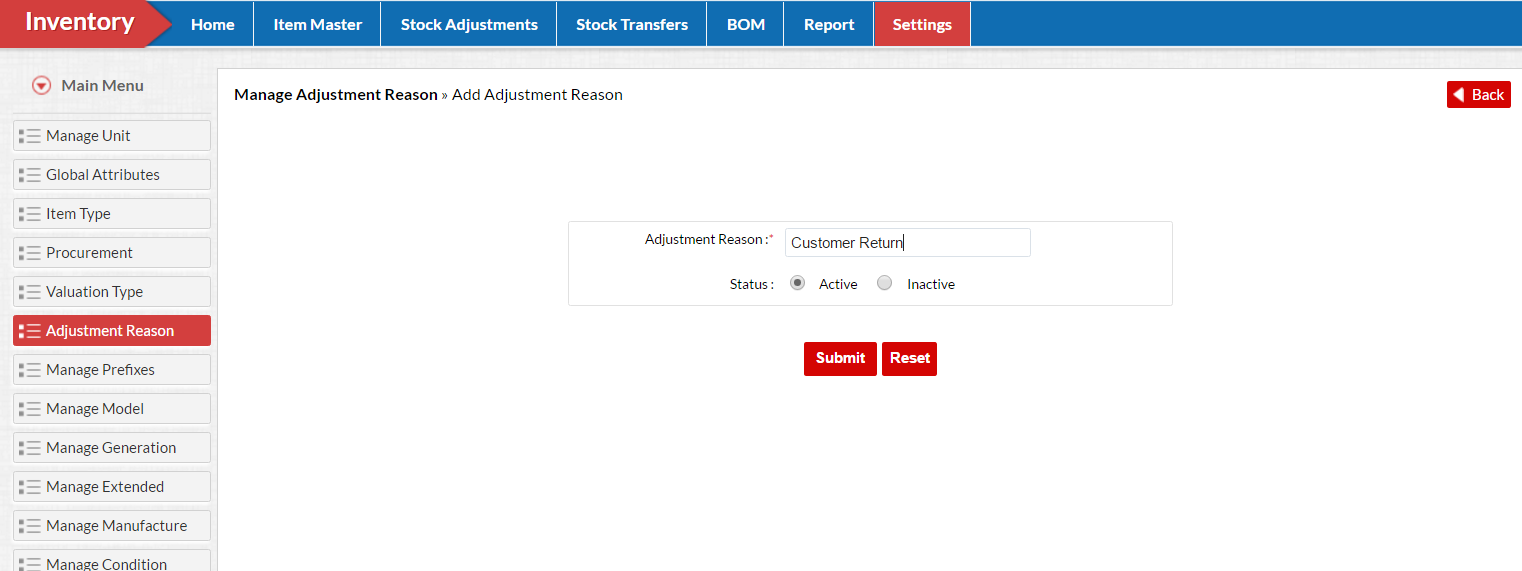 Inventory Home Item Master Stock Adjustments Stock Transfers BOM Report Settings
Main Menu
Manage Adjustment Reason » Add Adjustment Reason
Back
Manage Unit
Global Attributes
Item Type
Procurement
Valuation Type
Adjustment Reason
Manage Prefixes
Manage Model
Manage Generation
Manage Extended
Manage Manufacture
Manage Condition
Adjustment Reason :* Customer Return
Status : Active Inactive
Submit Reset